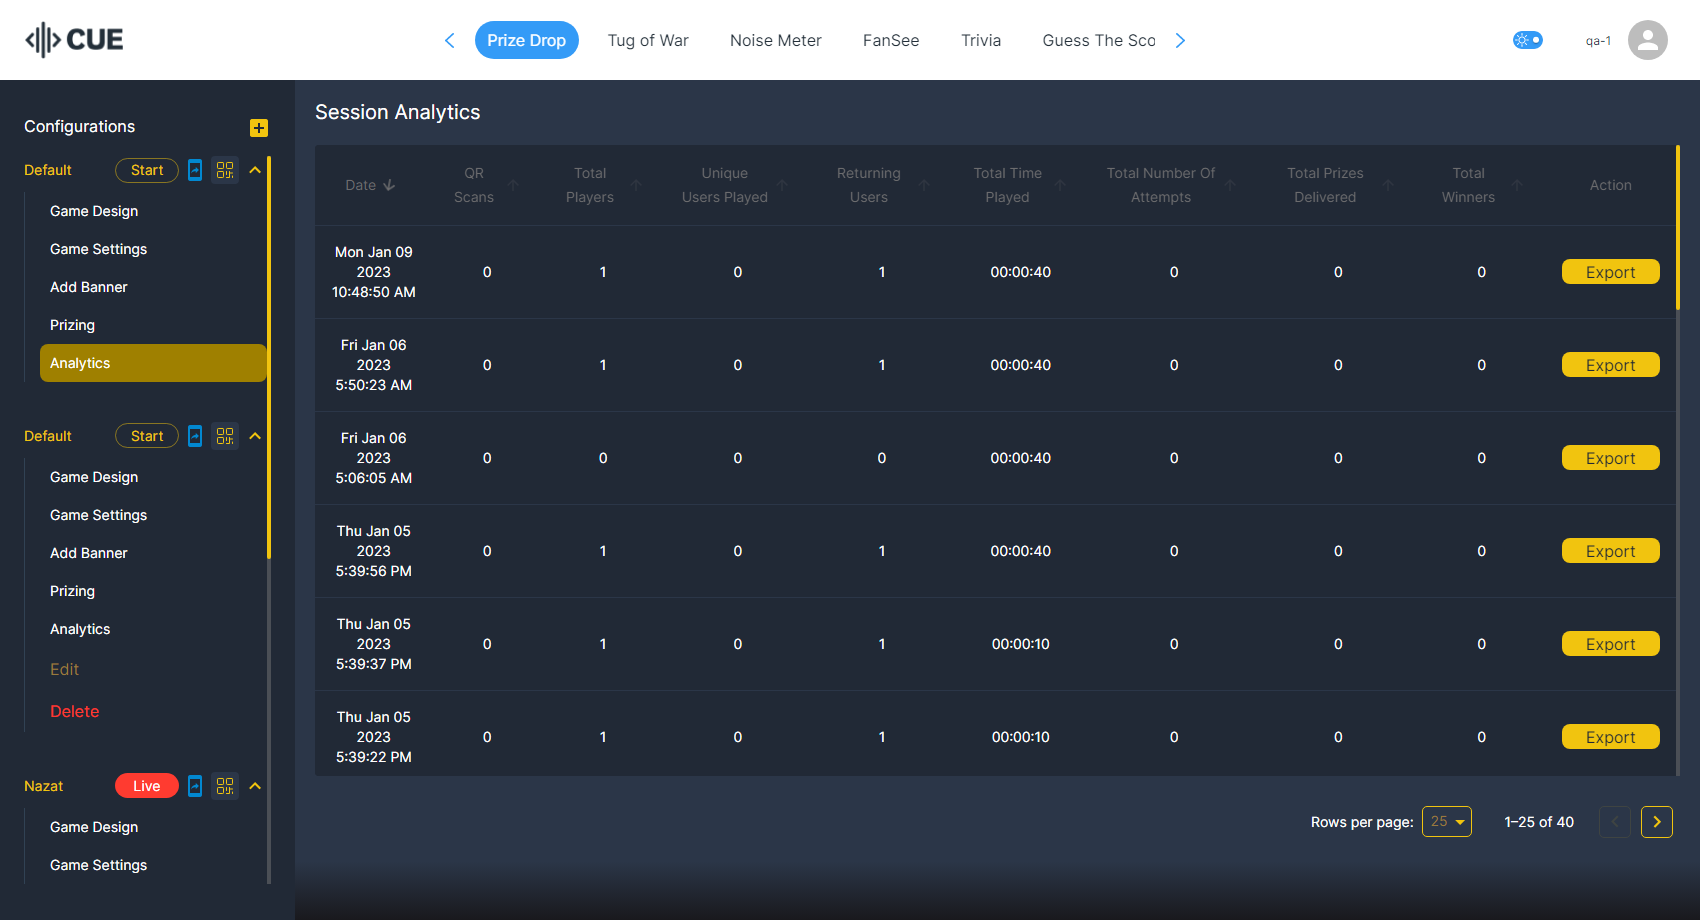 CUE
Prize Drop
Tug of War
Noise Meter
FanSee
Trivia
Guess The Sco
qa-1
Configurations
Default
Start
Game Design
Game Settings
Add Banner
Prizing
Analytics
Default
Start
Game Design
Game Settings
Add Banner
Prizing
Analytics
Edit
Delete
Nazat
Live
Game Design
Game Settings
Session Analytics
Date
QR
Scans
Total
Players
Unique
Users Played
Returning
Users
Total Time
Played
Total Number Of
Attempts
Total Prizes
Delivered
Total
Winners
Action
Mon Jan 09
2023
10:48:50 AM
0
1
0
1
00:00:40
0
0
0
Export
Fri Jan 06
2023
5:50:23 AM
0
1
0
1
00:00:40
0
0
0
Export
Fri Jan 06
2023
5:06:05 AM
0
0
0
0
00:00:40
0
0
0
Export
Thu Jan 05
2023
5:39:56 PM
0
1
0
1
00:00:40
0
0
0
Export
Thu Jan 05
2023
5:39:37 PM
0
1
0
1
00:00:10
0
0
0
Export
Thu Jan 05
2023
5:39:22 PM
0
1
0
1
00:00:10
0
0
0
Export
Rows per page:
25
1–25 of 40